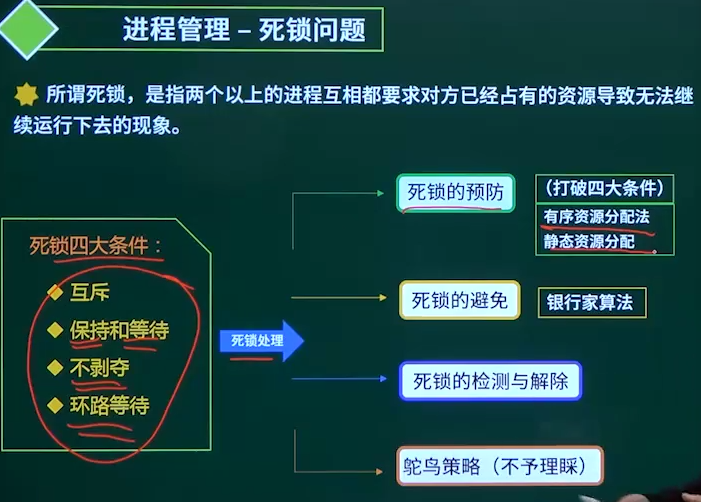 进程管理 – 死锁问题
所谓死锁，是指两个以上的进程互相都要求对方已经占有的资源导致无法继
续运行下去的现象。
死锁四大条件：
互斥
保持和等待
不剥夺
环路等待
死锁处理
死锁的预防
（打破四大条件）
有序资源分配法
静态资源分配
死锁的避免
银行家算法
死锁的检测与解除
鸵鸟策略（不予理睬）